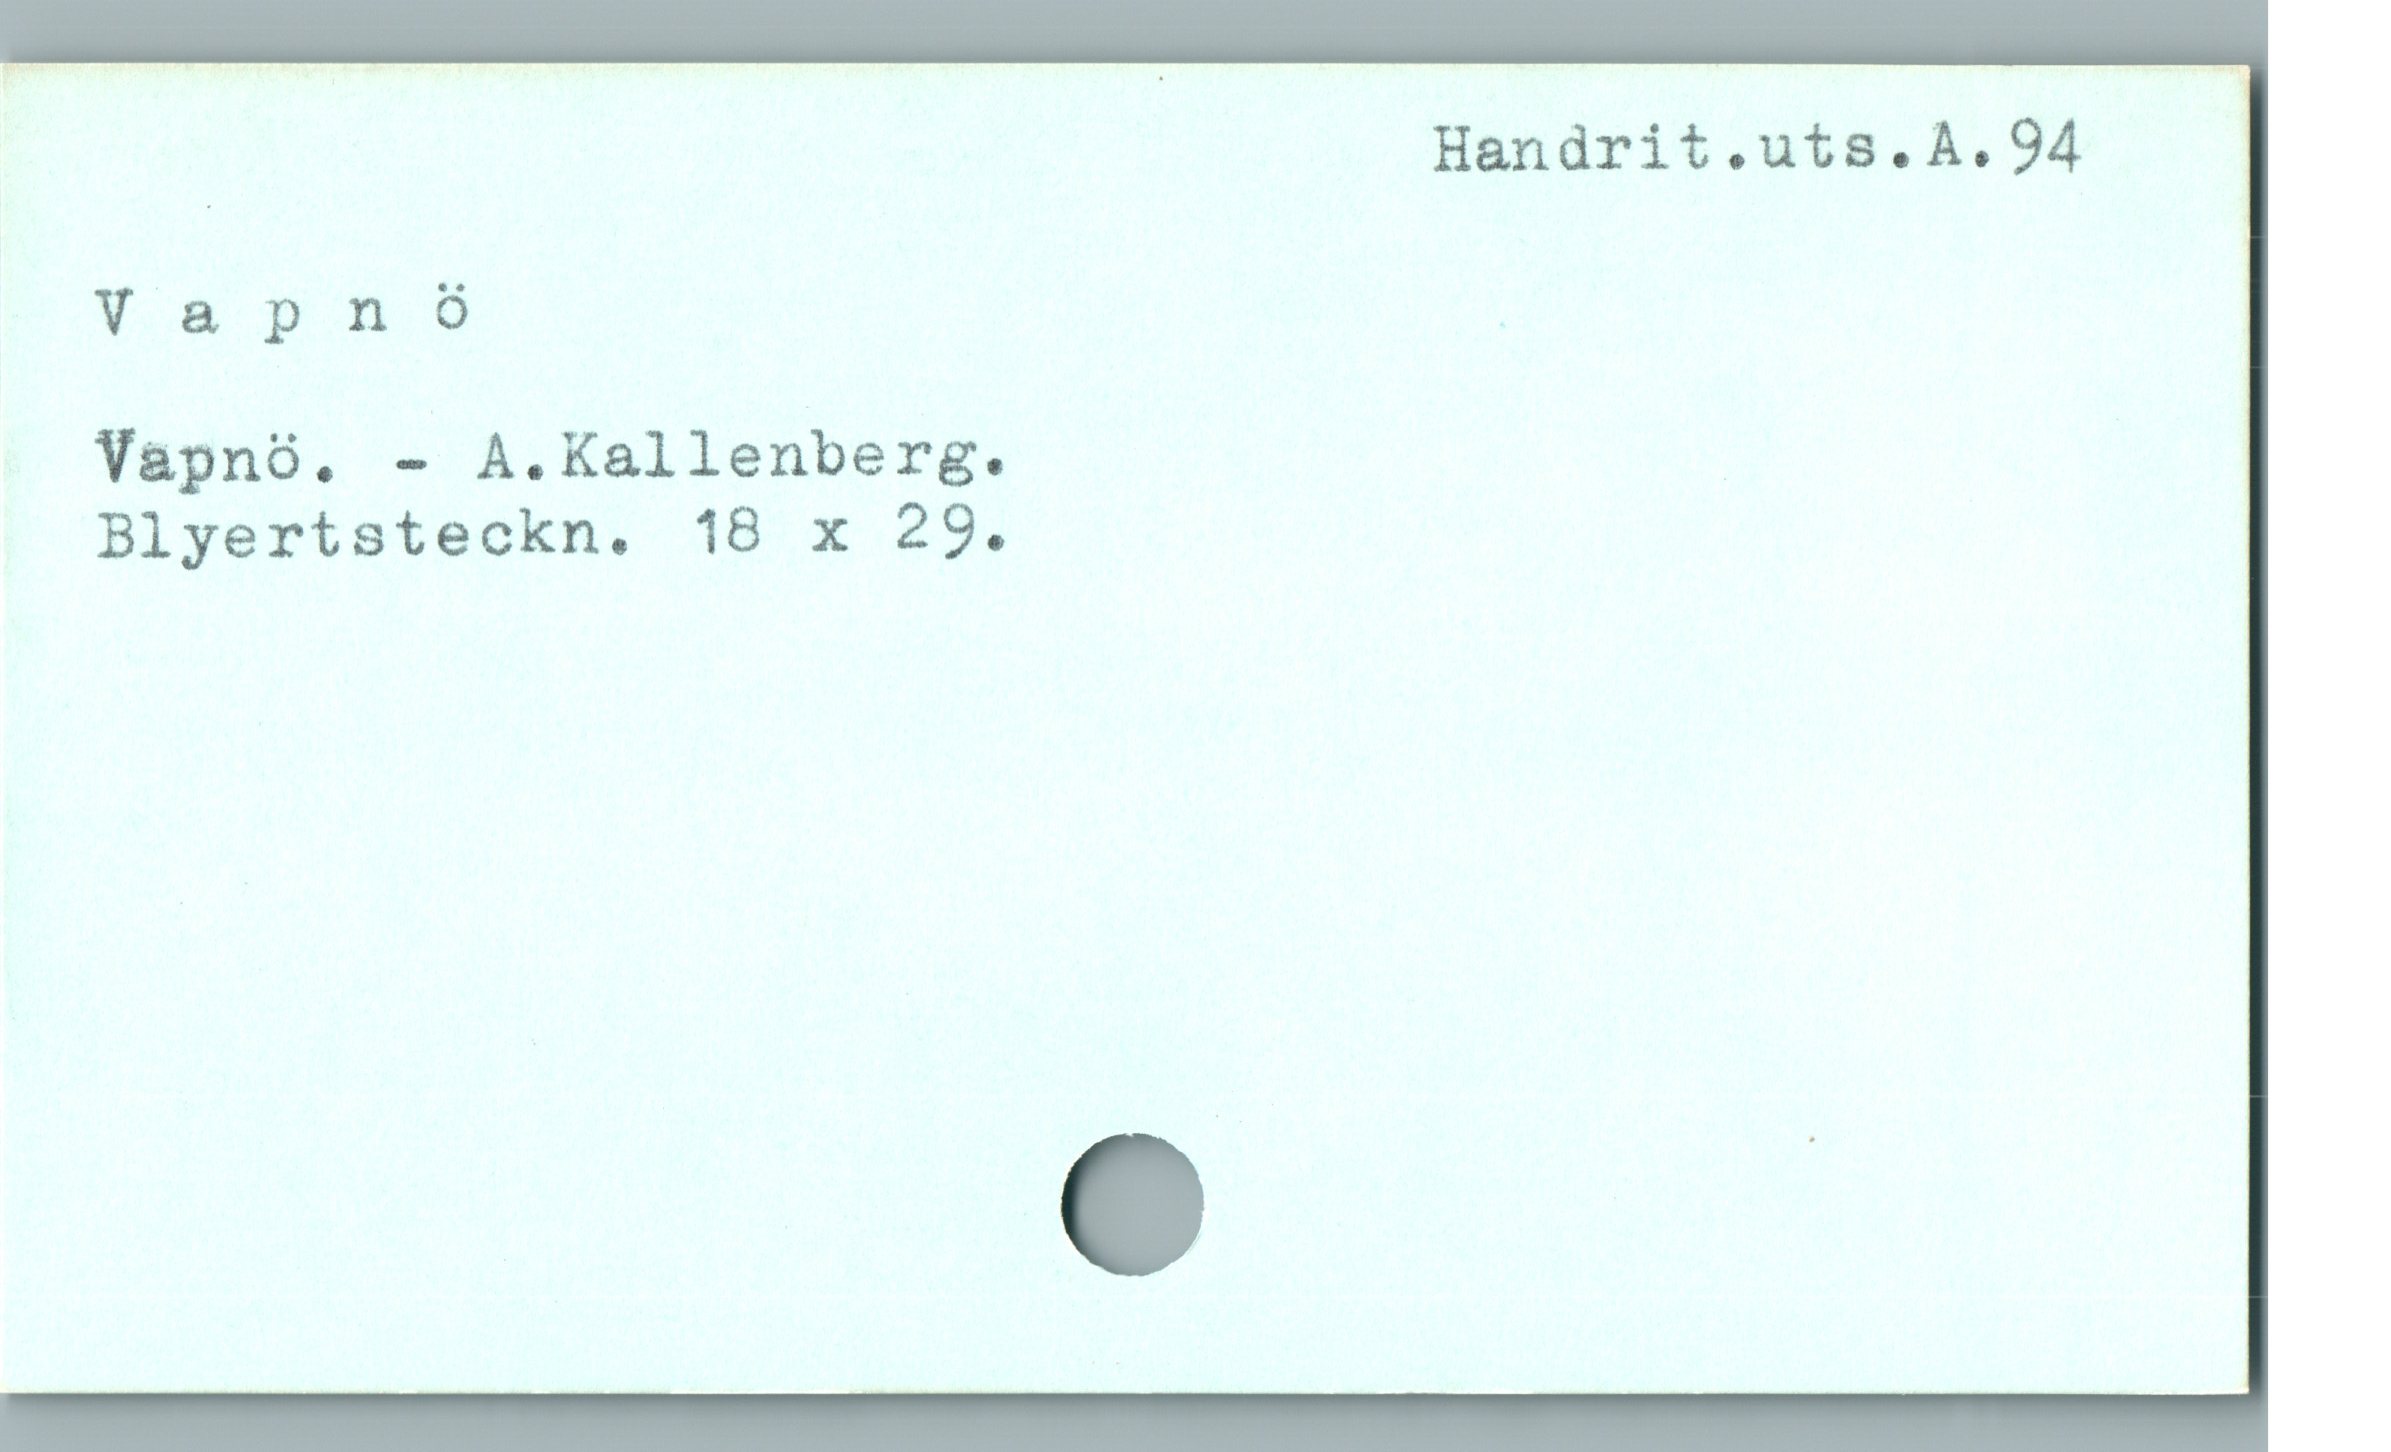 Handrit.uts.A.94
V a p n ö
Vapnö. - A.Kallenberg.
Blyertsteckn. 18 x 29.